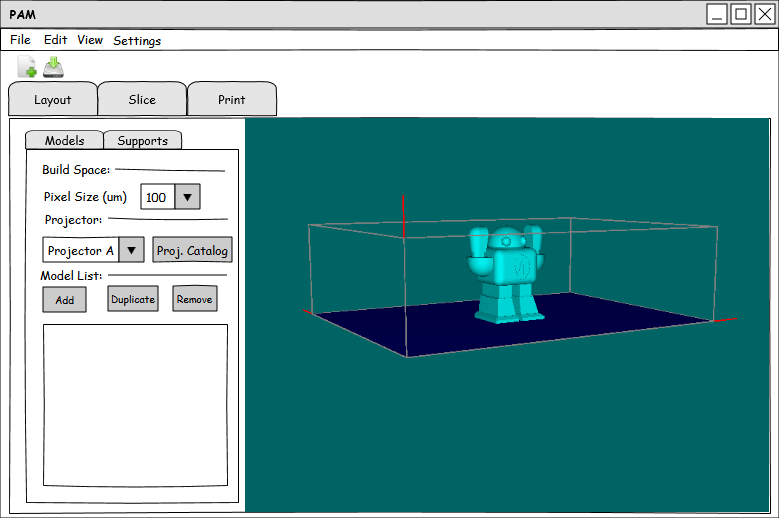 PAM
File Edit View Settings
Layout Slice Print
Models Supports
Build Space:
Pixel Size (um) 100
Projector:
Projector A Proj. Catalog
Model List:
Add Duplicate Remove